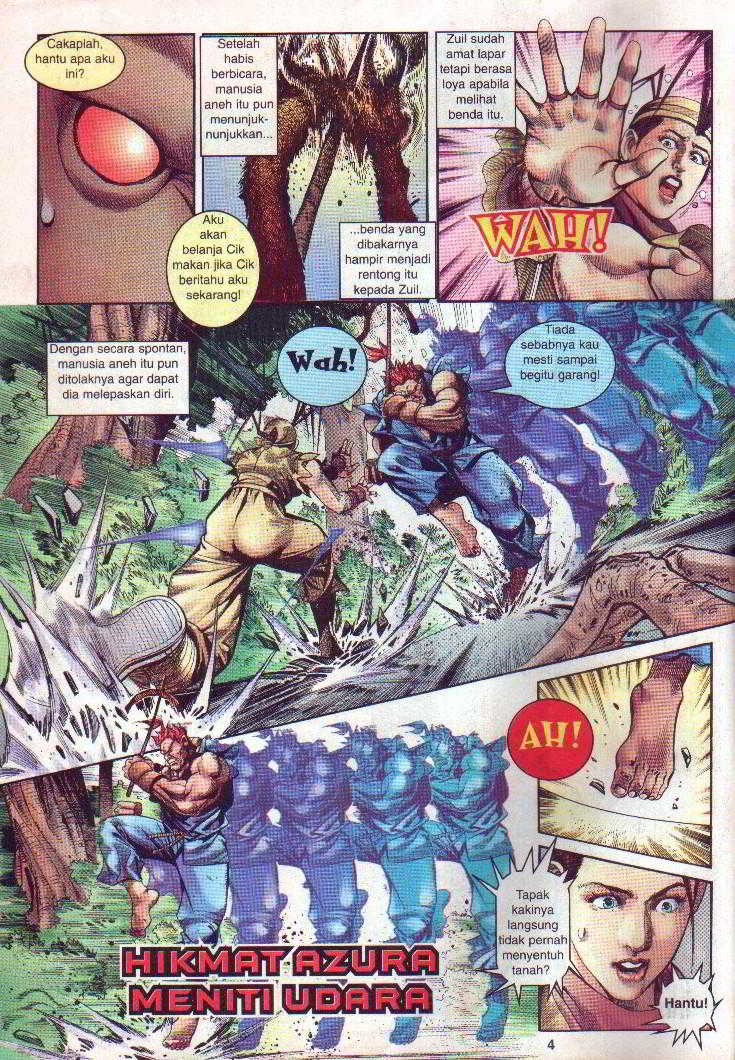 Cakaplah,
hantu apa aku
ini?
Setelah
habis
berbicara,
manusia
aneh itu pun
menunjuk-
nunjukkan...
Aku
akan
belanja Cik
makan jika Cik
beritahu aku
sekarang!
...benda yang
dibakarnya
hampir menjadi
rentong itu
kepada Zuil.
Zuil sudah
amat lapar
tetapi berasa
loya apabila
melihat
benda itu.
WAH!
Dengan secara spontan,
manusia aneh itu pun
ditolaknya agar dapat
dia melepaskan diri.
Wah!
Tiada
sebabnya kau
mesti sampai
begitu garang!
AH!
Tapak
kakinya
langsung
tidak pernah
menyentuh
tanah?
Hantu!
HIKMAT AZURA
MENITI UDARA
4